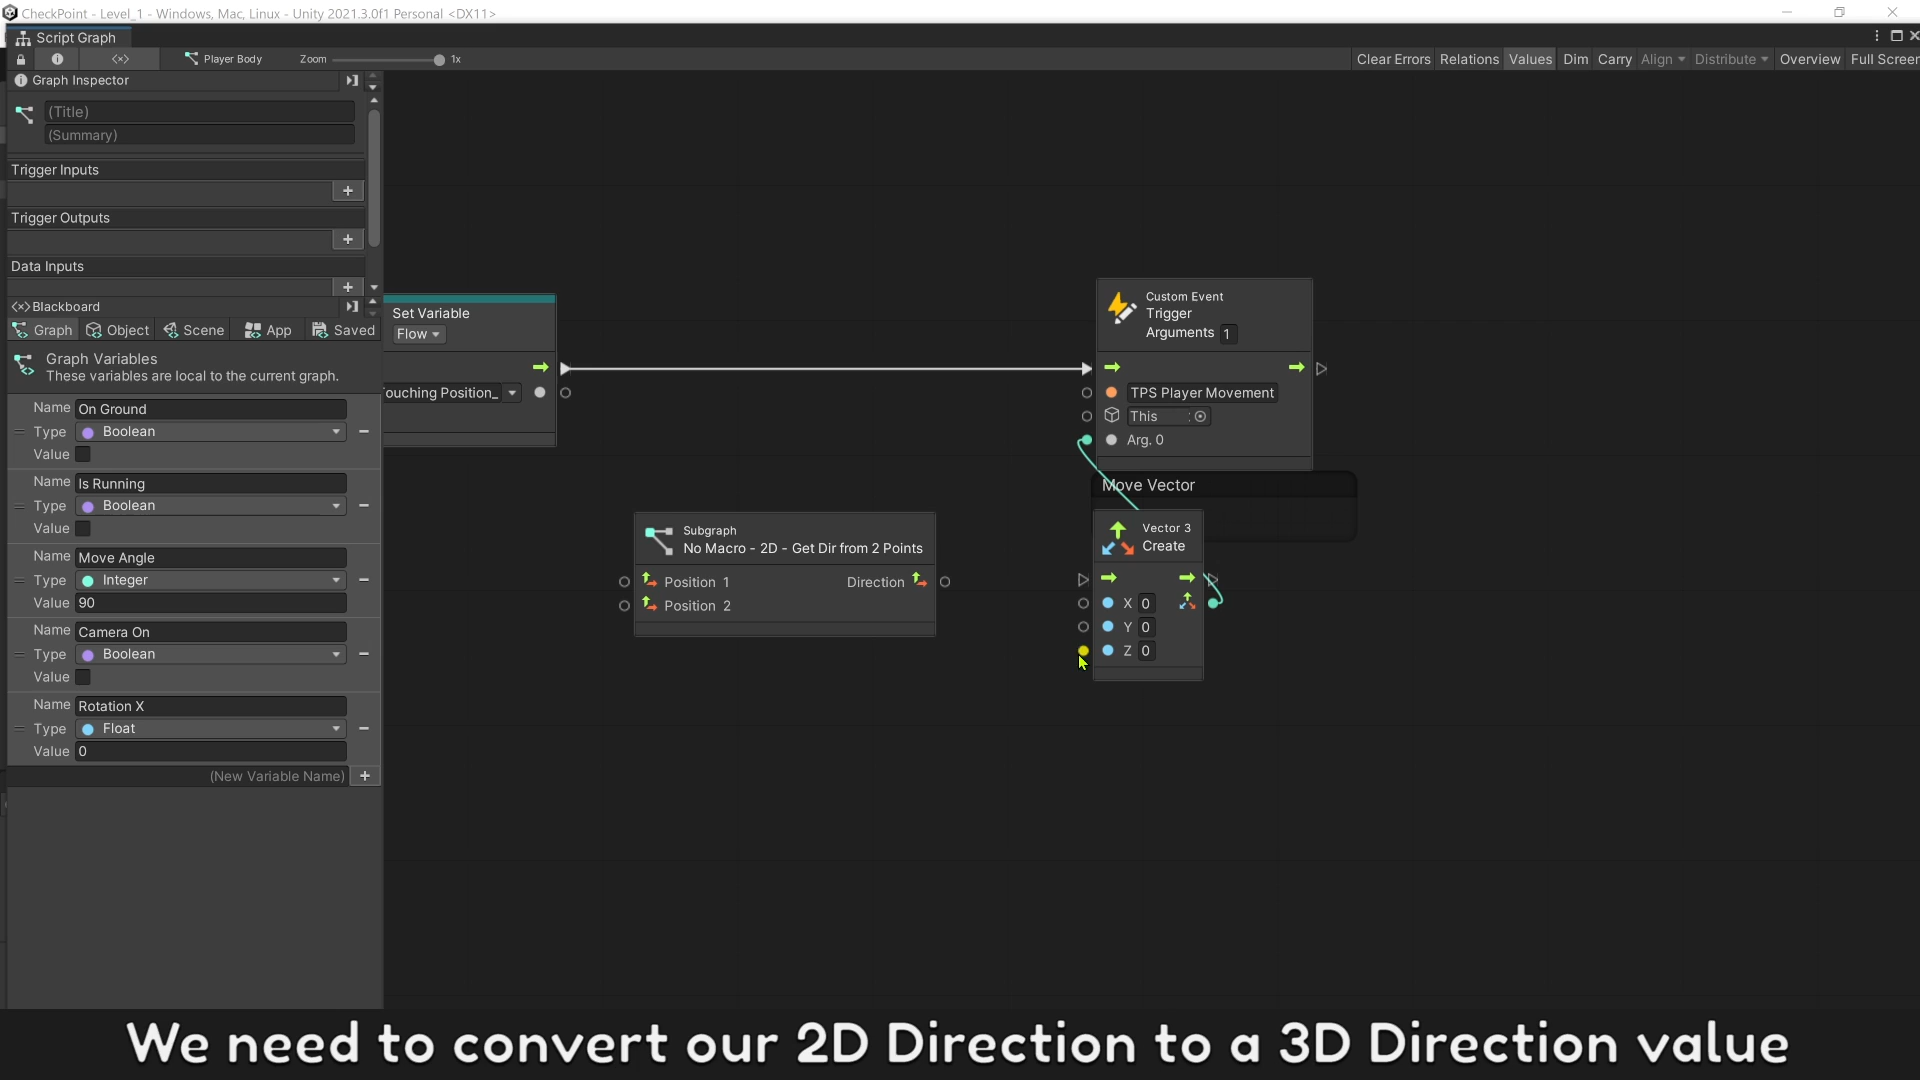 CheckPoint - Level_1 - Windows, Mac, Linux - Unity 2021.3.0f1 Personal <DX11>
Script Graph
Player Body
Zoom
1x
Clear Errors
Relations
Values
Dim
Carry
Align
Distribute
Overview
Full Screen
Graph Inspector
(Title)
(Summary)
Trigger Inputs
+
Trigger Outputs
+
Data Inputs
+
Blackboard
Graph
Object
Scene
App
Saved
Graph Variables
These variables are local to the current graph.
Name On Ground
Type Boolean
Value
Name Is Running
Type Boolean
Value
Name Move Angle
Type Integer
Value 90
Name Camera On
Type Boolean
Value
Name Rotation X
Type Float
Value 0
(New Variable Name) +
Set Variable
Flow
ouching Position_
Custom Event
Trigger
Arguments 1
TPS Player Movement
This
Arg. 0
Move Vector
Subgraph
No Macro - 2D - Get Dir from 2 Points
Position 1
Direction
Position 2
Vector 3
Create
X 0
Y 0
Z 0
We need to convert our 2D Direction to a 3D Direction value